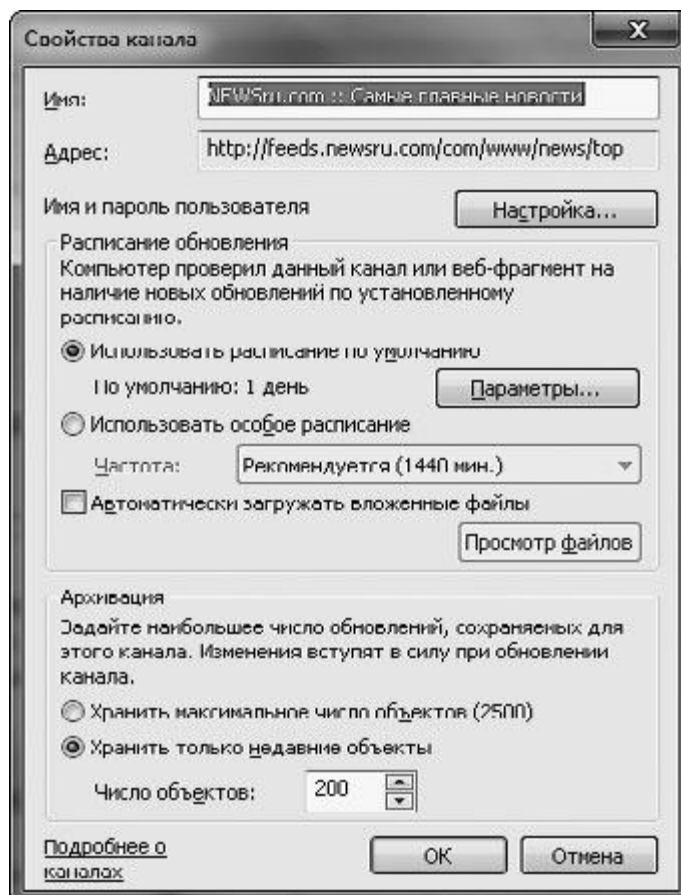 Свойства канала
X
Имя: NEWSru.com :: Самые главные новости
Адрес: http://feeds.newsru.com/com/www/news/top
Имя и пароль пользователя Настройка...
Расписание обновления
Компьютер проверил данный канал или веб-фрагмент на
наличие новых обновлений по установленному
расписанию.
Использовать расписание по умолчанию
По умолчанию: 1 день Параметры...
Использовать особое расписание
Частота: Рекомендуется (1440 мин.)
Автоматически загружать вложенные файлы
Просмотр файлов
Архивация
Задайте наибольшее число обновлений, сохраняемых для
этого канала. Изменения вступят в силу при обновлении
канала.
Хранить максимальное число объектов (2500)
Хранить только недавние объекты
Число объектов: 200
Подробнее о
каналах
ОК Отмена